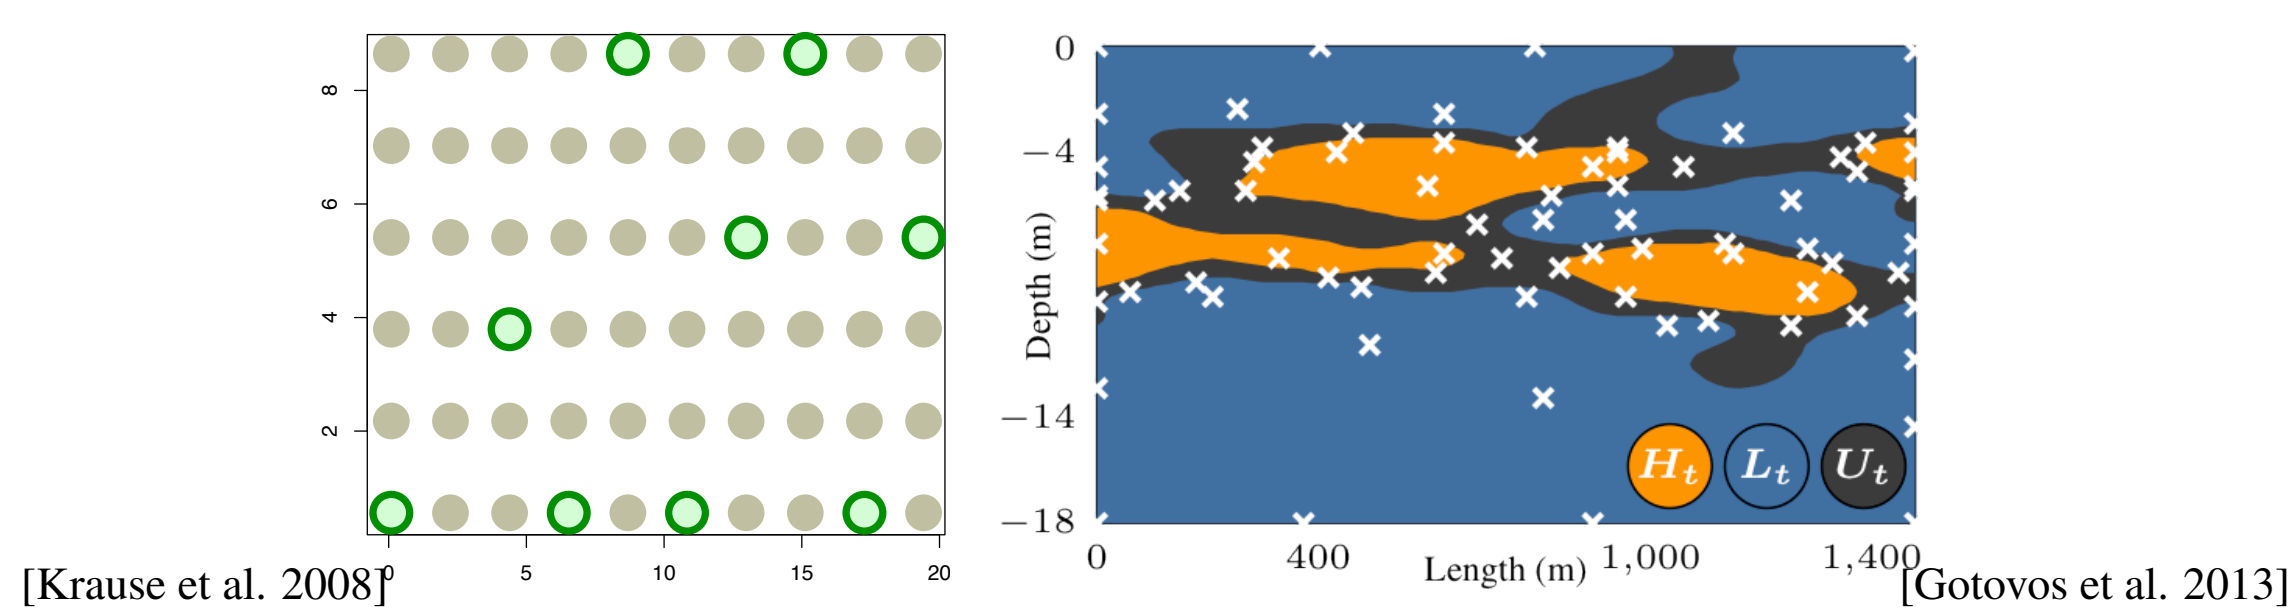 8
6
4
2
0
5
10
15
20
[Krause et al. 2008]
0
−4
−14
−18
Depth (m)
H_t
L_t
U_t
0
400
1,000
1,400
Length (m)
[Gotovos et al. 2013]